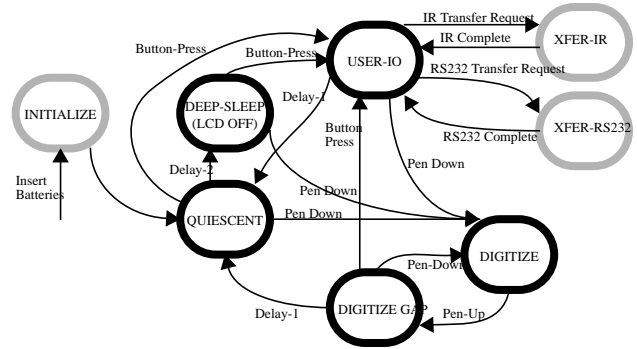 IR Transfer Request
Button-Press
IR Complete
XFER-IR
Button-Press
USER-IO
RS232 Transfer Request
INITIALIZE
DEEP-SLEEP
(LCD OFF)
Delay-1
Button
Press
RS232 Complete
XFER-RS232
Delay-2
Pen Down
Insert
Batteries
Pen Down
QUIESCENT
Pen Down
DIGITIZE
Pen-Down
DIGITIZE GAP
Delay-1
Pen-Up